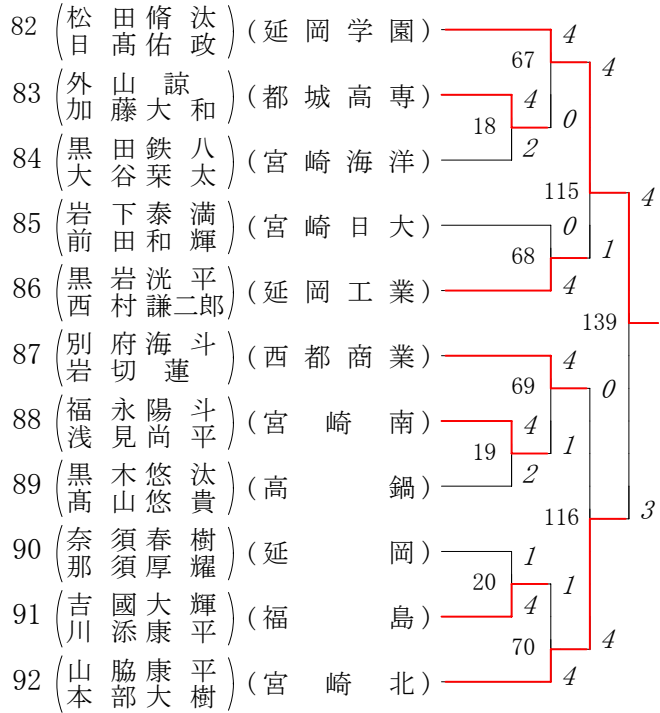 82 (松田脩汰 日髙佑政) (延岡学園)
4
67
4
83 (外山諒 加藤大和) (都城高専)
4
0
18
2
84 (黒田鉄八 大谷栞太) (宮崎海洋)
115
4
85 (岩下泰満 前田和輝) (宮崎日大)
0
68
1
86 (黒岩洸平 西村謙二郎) (延岡工業)
4
139
87 (別府海斗 岩切蓮) (西都商業)
4
69
0
88 (福永陽斗 浅見尚平) (宮崎南)
4
1
19
2
89 (黒木悠汰 髙山悠貴) (高鍋)
116
3
90 (奈須春樹 那須厚耀) (延岡)
1
20
1
91 (吉國大輝 川添康平) (福島)
4
70
4
92 (山脇康平 本部大樹) (宮崎北)
4